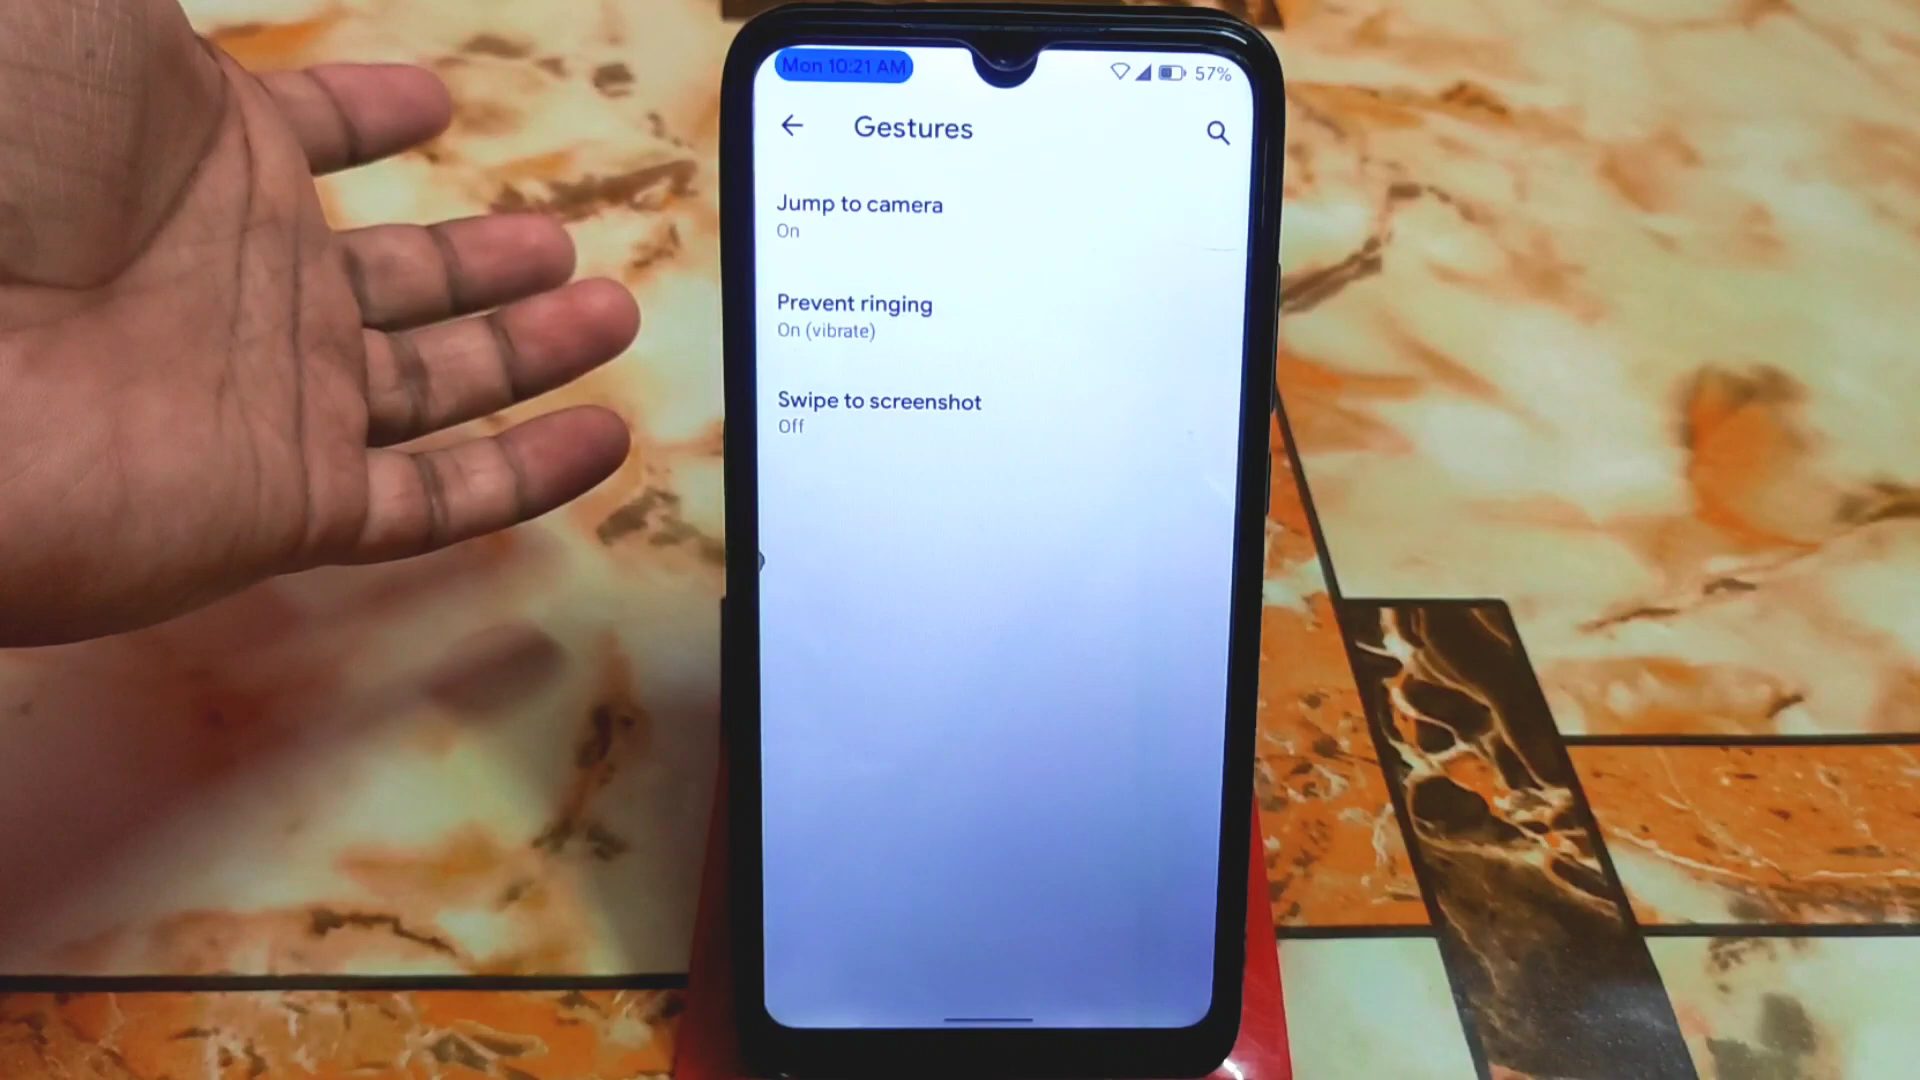 Mon 10:21 AM
57%
Gestures
Jump to camera
On
Prevent ringing
On (vibrate)
Swipe to screenshot
Off